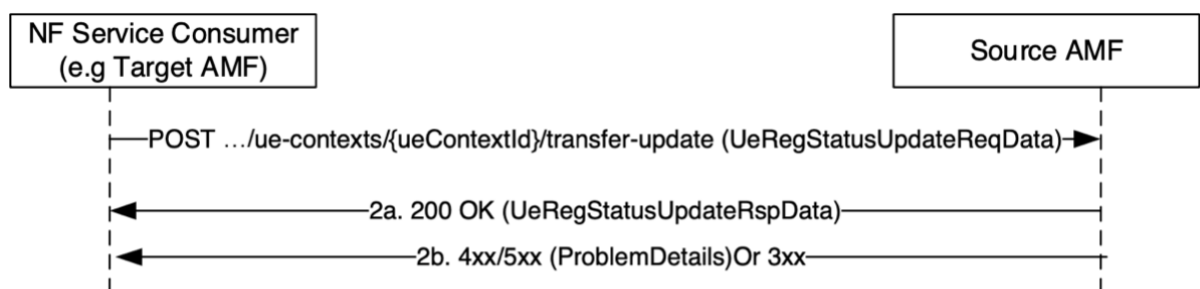 NF Service Consumer
(e.g Target AMF)
Source AMF
POST …/ue-contexts/{ueContextId}/transfer-update (UeRegStatusUpdateReqData)
2a. 200 OK (UeRegStatusUpdateRspData)
2b. 4xx/5xx (ProblemDetails)Or 3xx